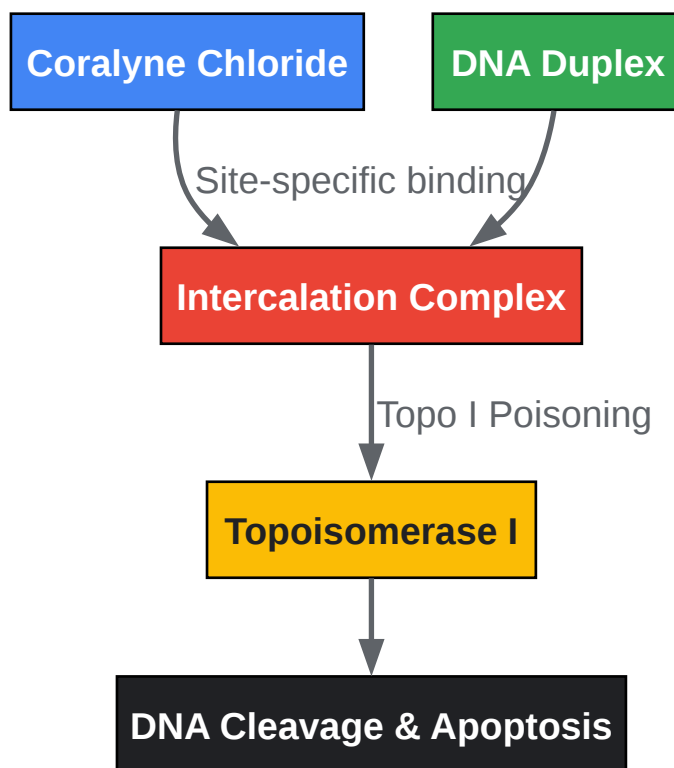 Coralyne Chloride
DNA Duplex
Site-specific binding
Intercalation Complex
Topo I Poisoning
Topoisomerase I
DNA Cleavage & Apoptosis